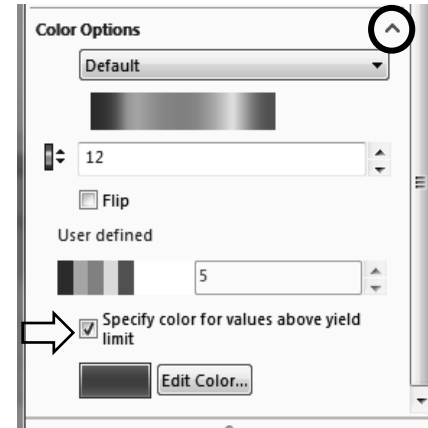 Color Options
Default
12
Flip
User defined
5
Specify color for values above yield
limit
Edit Color...